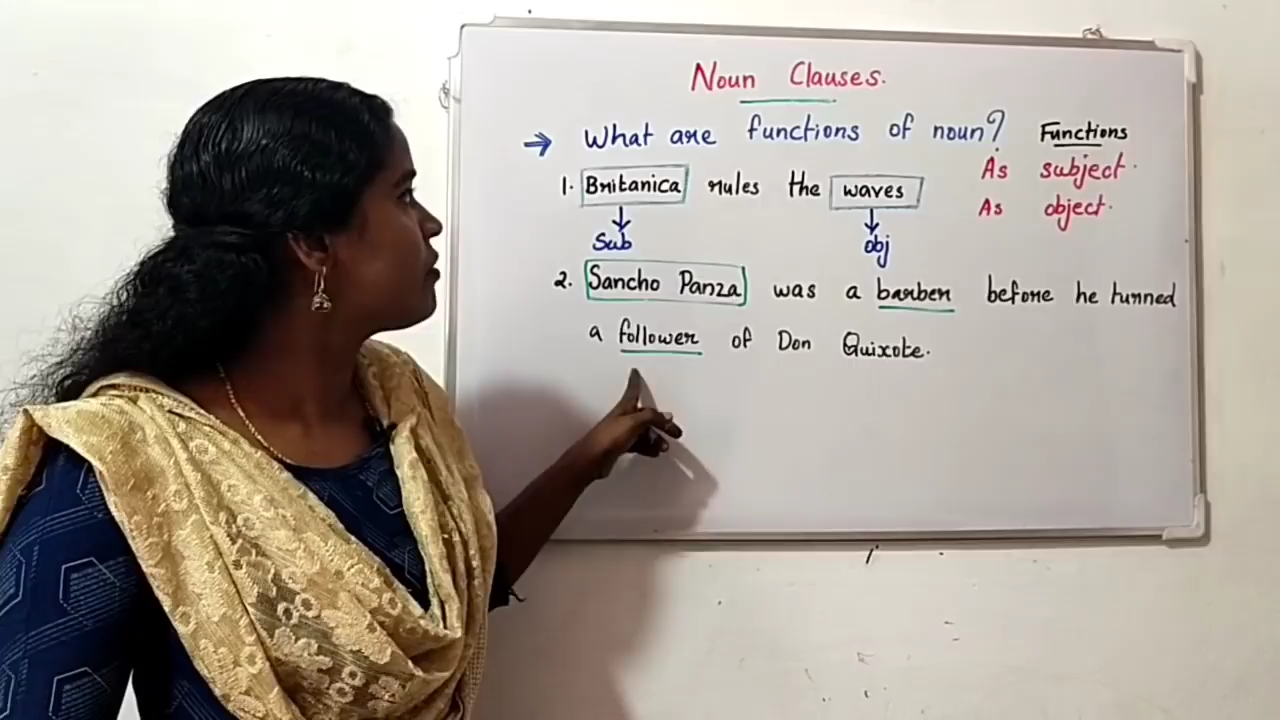 Noun Clauses.
⇒ What are functions of noun?
Functions
As subject.
As object.
1. Britanica rules the waves
Sub
obj
2. Sancho Panza was a barber before he turned
a follower of Don Quixote.